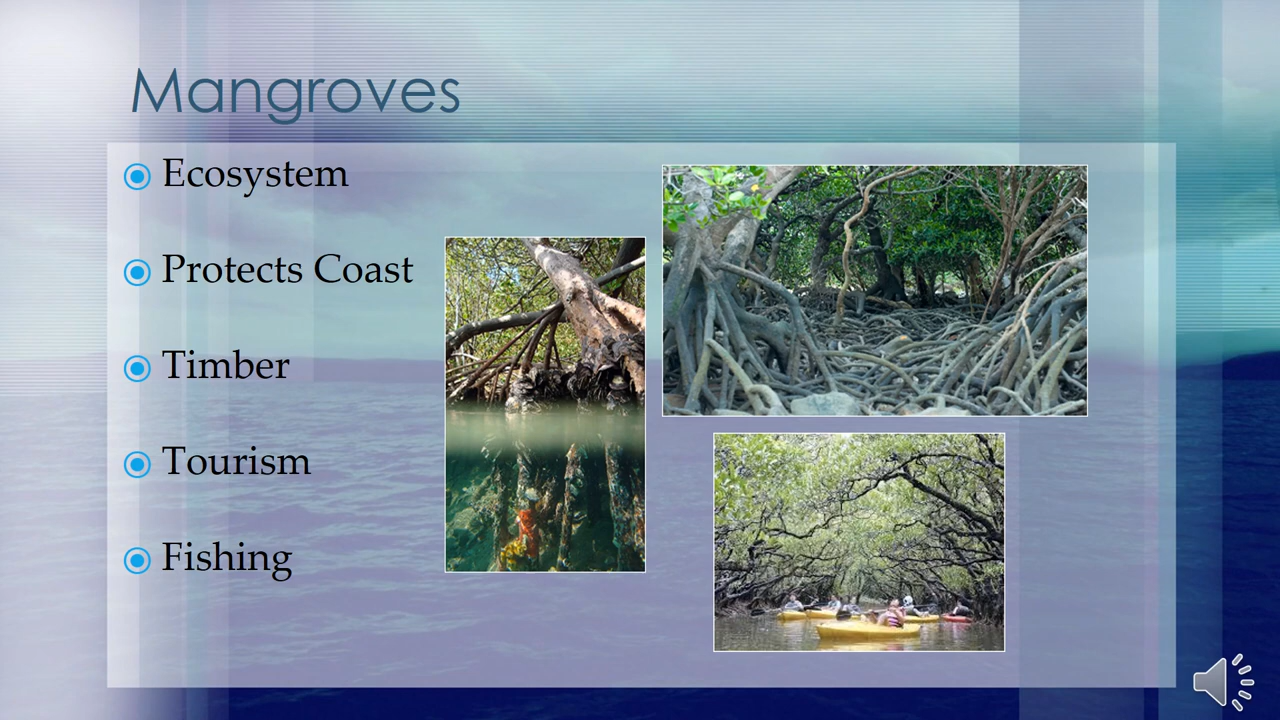 Mangroves
Ecosystem
Protects Coast
Timber
Tourism
Fishing